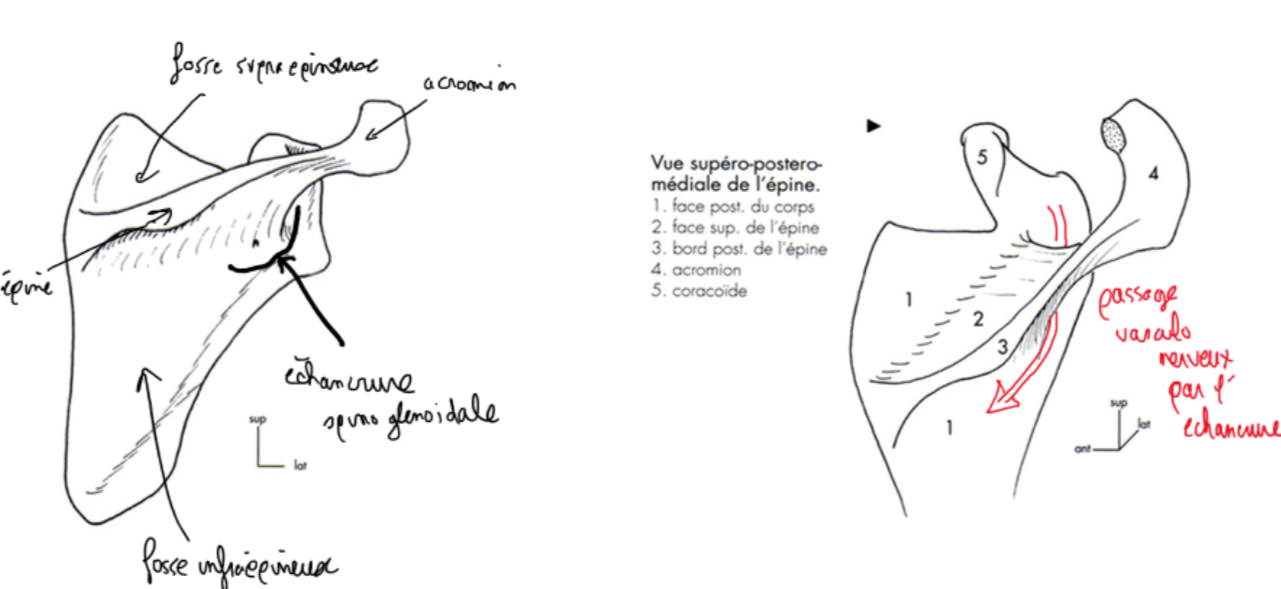 fosse supraepineuse
acromion
épine
échancrure
spino glenoidale
sup
lat
fosse infraépineuse
Vue supéro-postero-
médiale de l'épine.
1. face post. du corps
2. face sup. de l'épine
3. bord post. de l'épine
4. acromion
5. coracoïde
5
4
1
2
3
1
passage
vasculo
nerveux
par l'
échancrure
sup
lat
ant